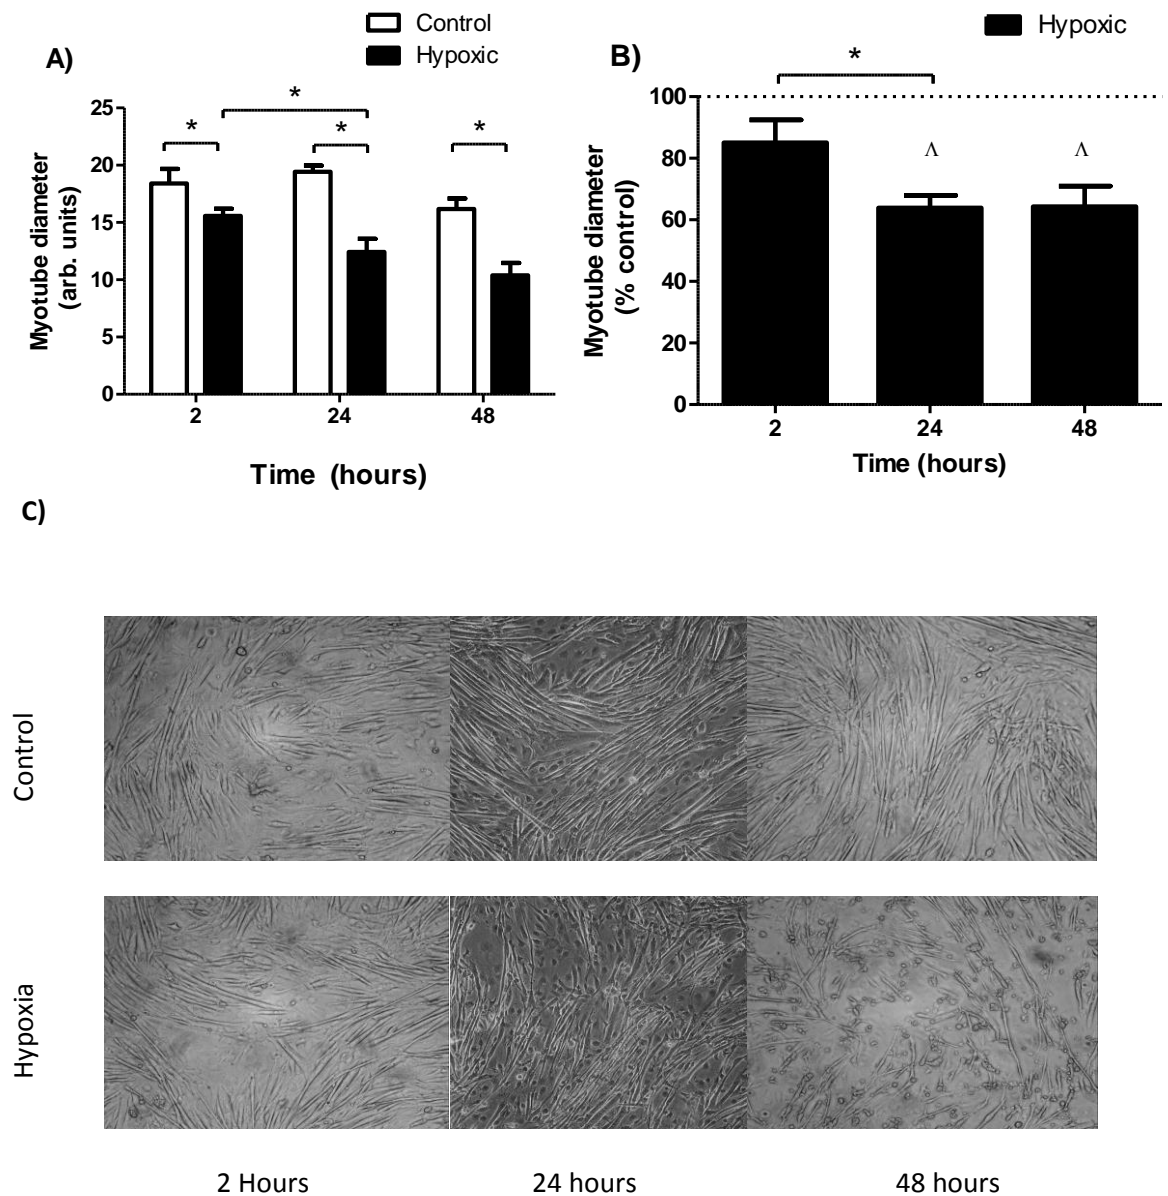 A)
Control
Hypoxic
Myotube diameter
(arb. units)
25
20
15
10
5
0
*
*
*
*
2
24
48
Time (hours)
B)
Hypoxic
Myotube diameter
(% control)
100
80
60
40
20
0
*
Λ
Λ
2
24
48
Time (hours)
C)
Control
Hypoxia
2 Hours
24 hours
48 hours